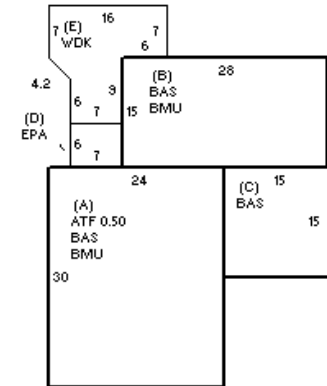 16
7
(E)
WDK
7
6
4.2
6
9
7
(B)
BAS
BMU
28
15
(D)
EPA
6
7
24
(A)
ATF 0.50
BAS
BMU
30
(C)
BAS
15
15